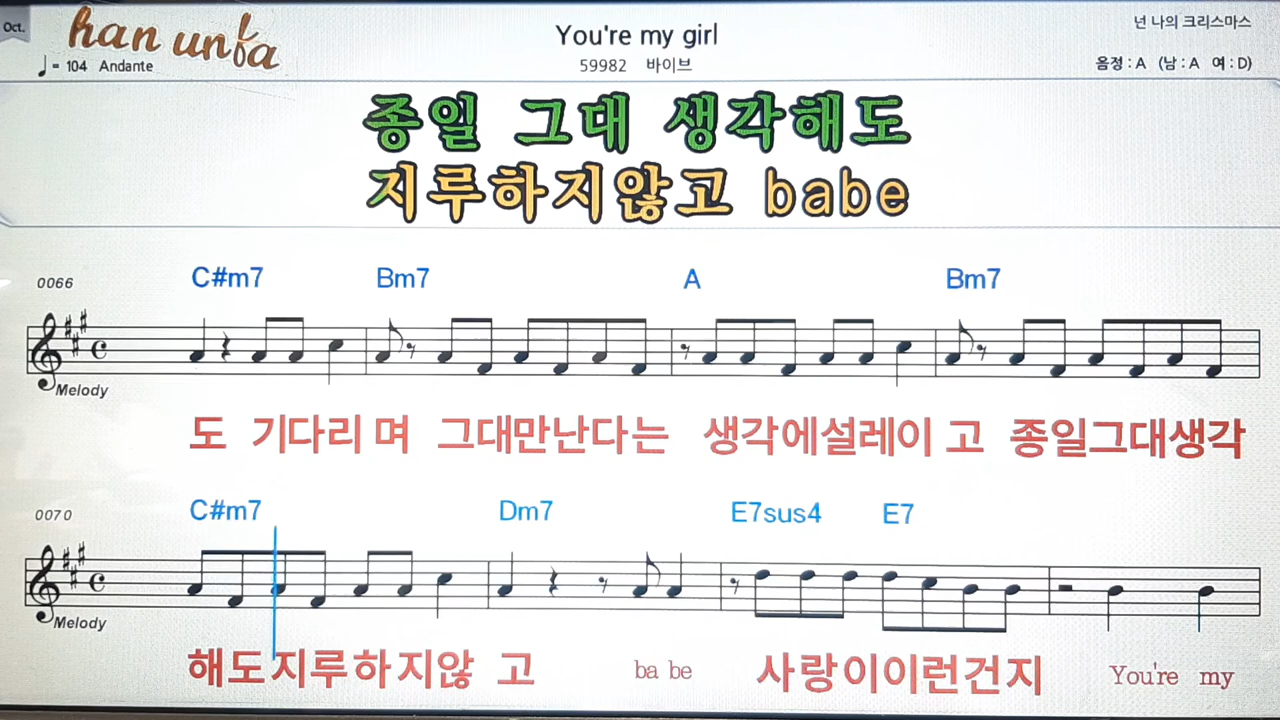 Oct.
han unfa
= 104 Andante
You're my girl
59982 바이브
넌 나의 크리스마스
음정 : A (남 : A 여 : D)
종일 그대 생각해도
지루하지않고 babe
0066
C#m7 Bm7 A Bm7
Melody
도 기다리 며 그대만난다는 생각에설레이 고 종일그대생각
0070
C#m7 Dm7 E7sus4 E7
Melody
해도지루하지않 고 ba be 사랑이이런건지 You're my